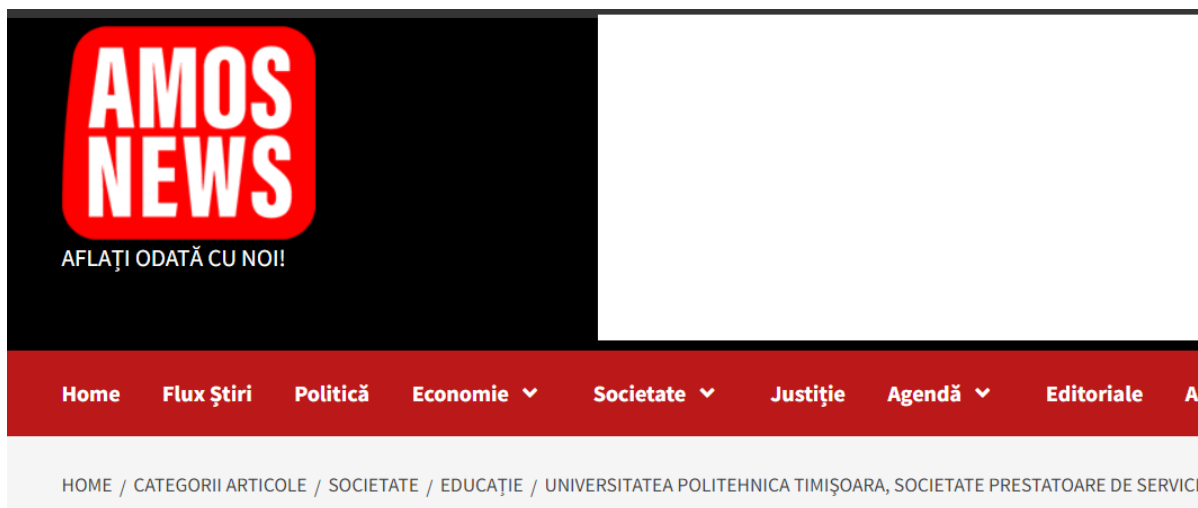 AMOS
NEWS
AFLAȚI ODATĂ CU NOI!
Home Flux Știri Politică Economie Societate Justiție Agendă Editoriale A
HOME / CATEGORII ARTICOLE / SOCIETATE / EDUCAȚIE / UNIVERSITATEA POLITEHNICA TIMIŞOARA, SOCIETATE PRESTATOARE DE SERVICI